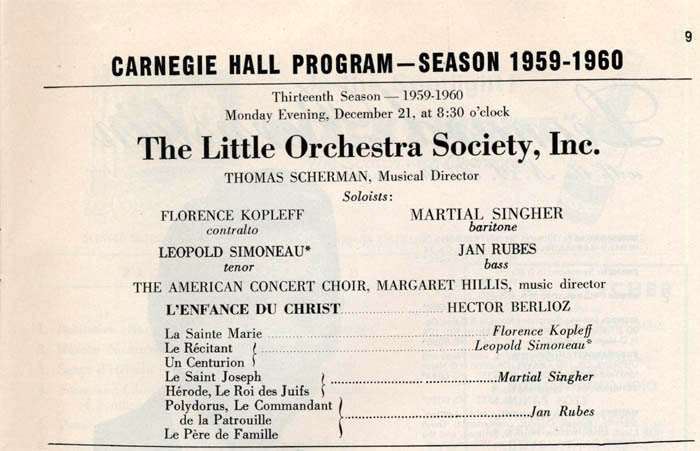 9
CARNEGIE HALL PROGRAM—SEASON 1959-1960
Thirteenth Season — 1959-1960
Monday Evening, December 21, at 8:30 o'clock
The Little Orchestra Society, Inc.
THOMAS SCHERMAN, Musical Director
Soloists:
FLORENCE KOPLEFF MARTIAL SINGHER
contralto baritone
LEOPOLD SIMONEAU* JAN RUBES
tenor bass
THE AMERICAN CONCERT CHOIR, MARGARET HILLIS, music director
L'ENFANCE DU CHRIST HECTOR BERLIOZ
La Sainte Marie Florence Kopleff
Le Récitant Leopold Simoneau*
Un Centurion
Le Saint Joseph Martial Singher
Hérode, Le Roi des Juifs
Polydorus, Le Commandant
de la Patrouille Jan Rubes
Le Père de Famille